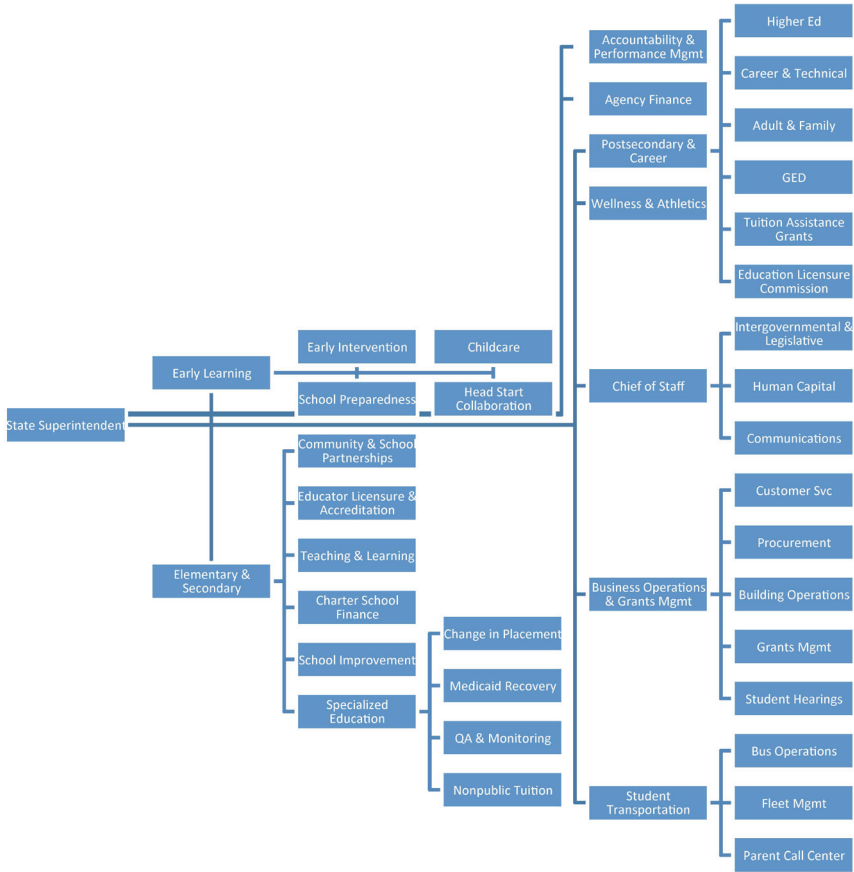 Higher Ed
Accountability &
Performance Mgmt
Career & Technical
Agency Finance
Adult & Family
Postsecondary &
Career
GED
Wellness & Athletics
Tuition Assistance
Grants
Education Licensure
Commission
Intergovernmental &
Legislative
Early Intervention
Childcare
Early Learning
Chief of Staff
Human Capital
School Preparedness
Head Start
Collaboration
State Superintendent
Communications
Community & School
Partnerships
Customer Svc
Educator Licensure &
Accreditation
Procurement
Teaching & Learning
Elementary &
Secondary
Business Operations
& Grants Mgmt
Building Operations
Charter School
Finance
Change in Placement
Grants Mgmt
School Improvement
Medicaid Recovery
Student Hearings
Specialized
Education
QA & Monitoring
Bus Operations
Nonpublic Tuition
Student
Transportation
Fleet Mgmt
Parent Call Center